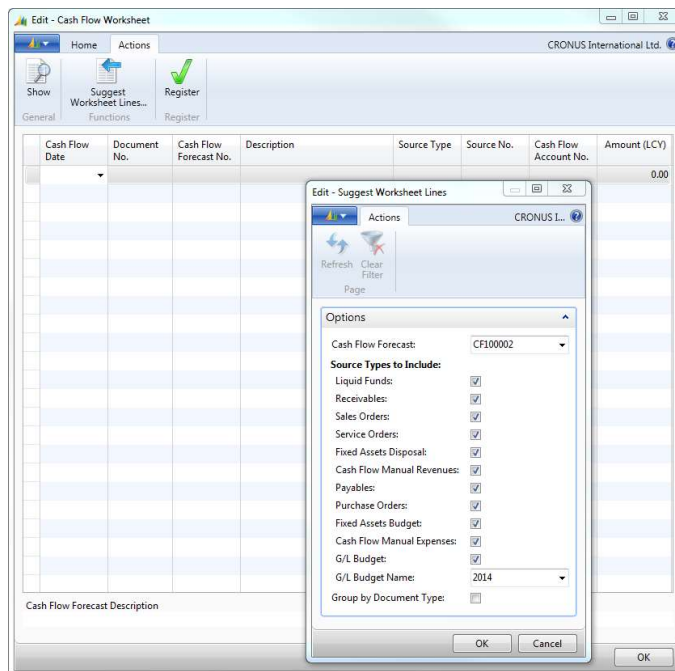 Edit - Cash Flow Worksheet
Home Actions CRONUS International Ltd.
Show Suggest Worksheet Lines... Register
General Functions Register
Cash Flow Date Document No. Cash Flow Forecast No. Description Source Type Source No. Cash Flow Account No. Amount (LCY)
0.00
Edit - Suggest Worksheet Lines
Actions CRONUS I...
Refresh Clear Filter
Page
Options
Cash Flow Forecast: CF100002
Source Types to Include:
Liquid Funds:
Receivables:
Sales Orders:
Service Orders:
Fixed Assets Disposal:
Cash Flow Manual Revenues:
Payables:
Purchase Orders:
Fixed Assets Budget:
Cash Flow Manual Expenses:
G/L Budget:
G/L Budget Name: 2014
Group by Document Type:
OK Cancel
Cash Flow Forecast Description
OK